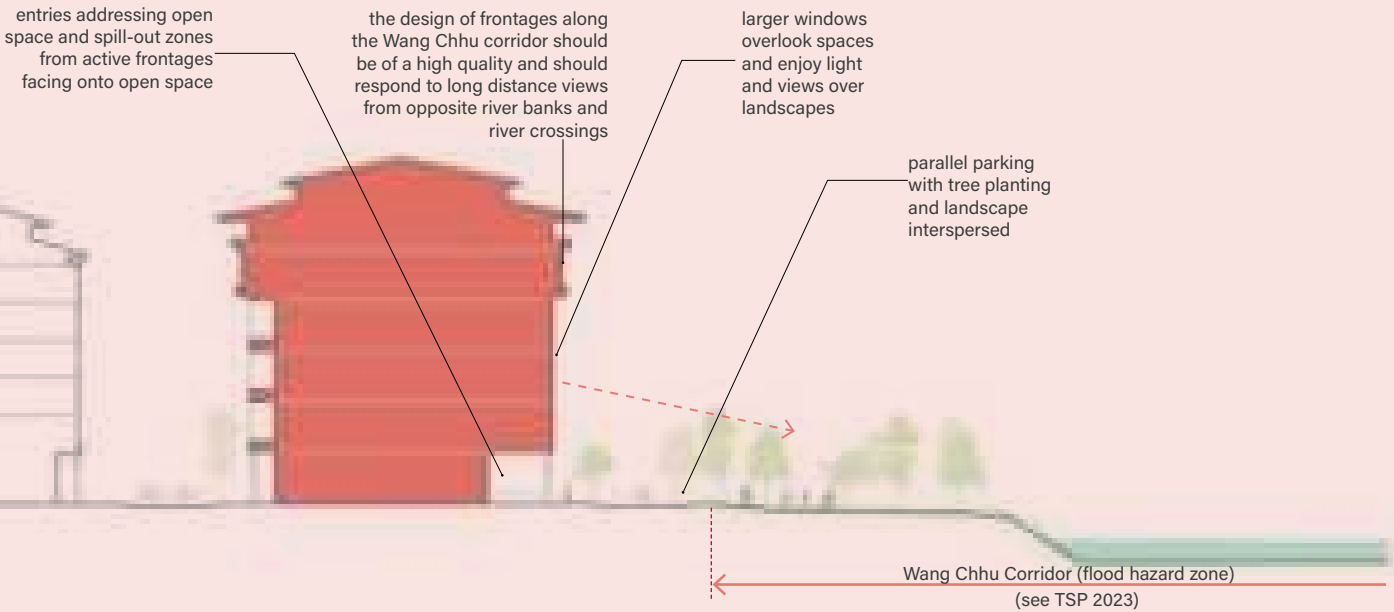 entries addressing open
space and spill-out zones
from active frontages
facing onto open space
the design of frontages along
the Wang Chhu corridor should
be of a high quality and should
respond to long distance views
from opposite river banks and
river crossings
larger windows
overlook spaces
and enjoy light
and views over
landscapes
parallel parking
with tree planting
and landscape
interspersed
Wang Chhu Corridor (flood hazard zone)
(see TSP 2023)